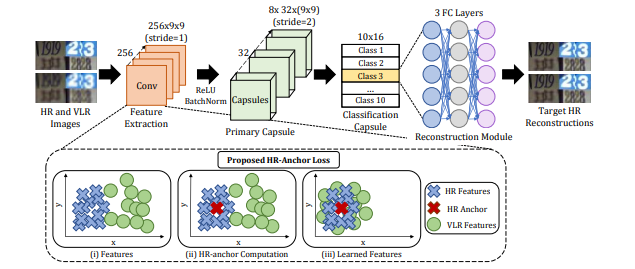 256x9x9
(stride=1)
256
Conv
Feature
Extraction
HR and VLR
Images
ReLU
BatchNorm
8x 32x(9x9)
(stride=2)
32
Capsules
Primary Capsule
10x16
Class 1
Class 2
Class 3
...
Class 10
Classification
Capsule
3 FC Layers
Reconstruction Module
Target HR
Reconstructions
Proposed HR-Anchor Loss
y
x
(i) Features
y
x
(ii) HR-anchor Computation
y
x
(iii) Learned Features
HR Features
HR Anchor
VLR Features